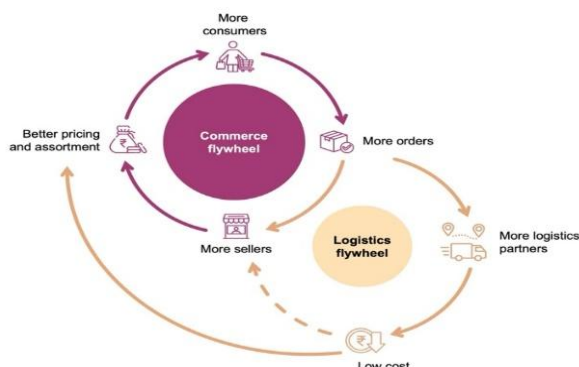 More
consumers
Commerce
flywheel
Better pricing
and assortment
More orders
More sellers
Logistics
flywheel
More logistics
partners
Low cost